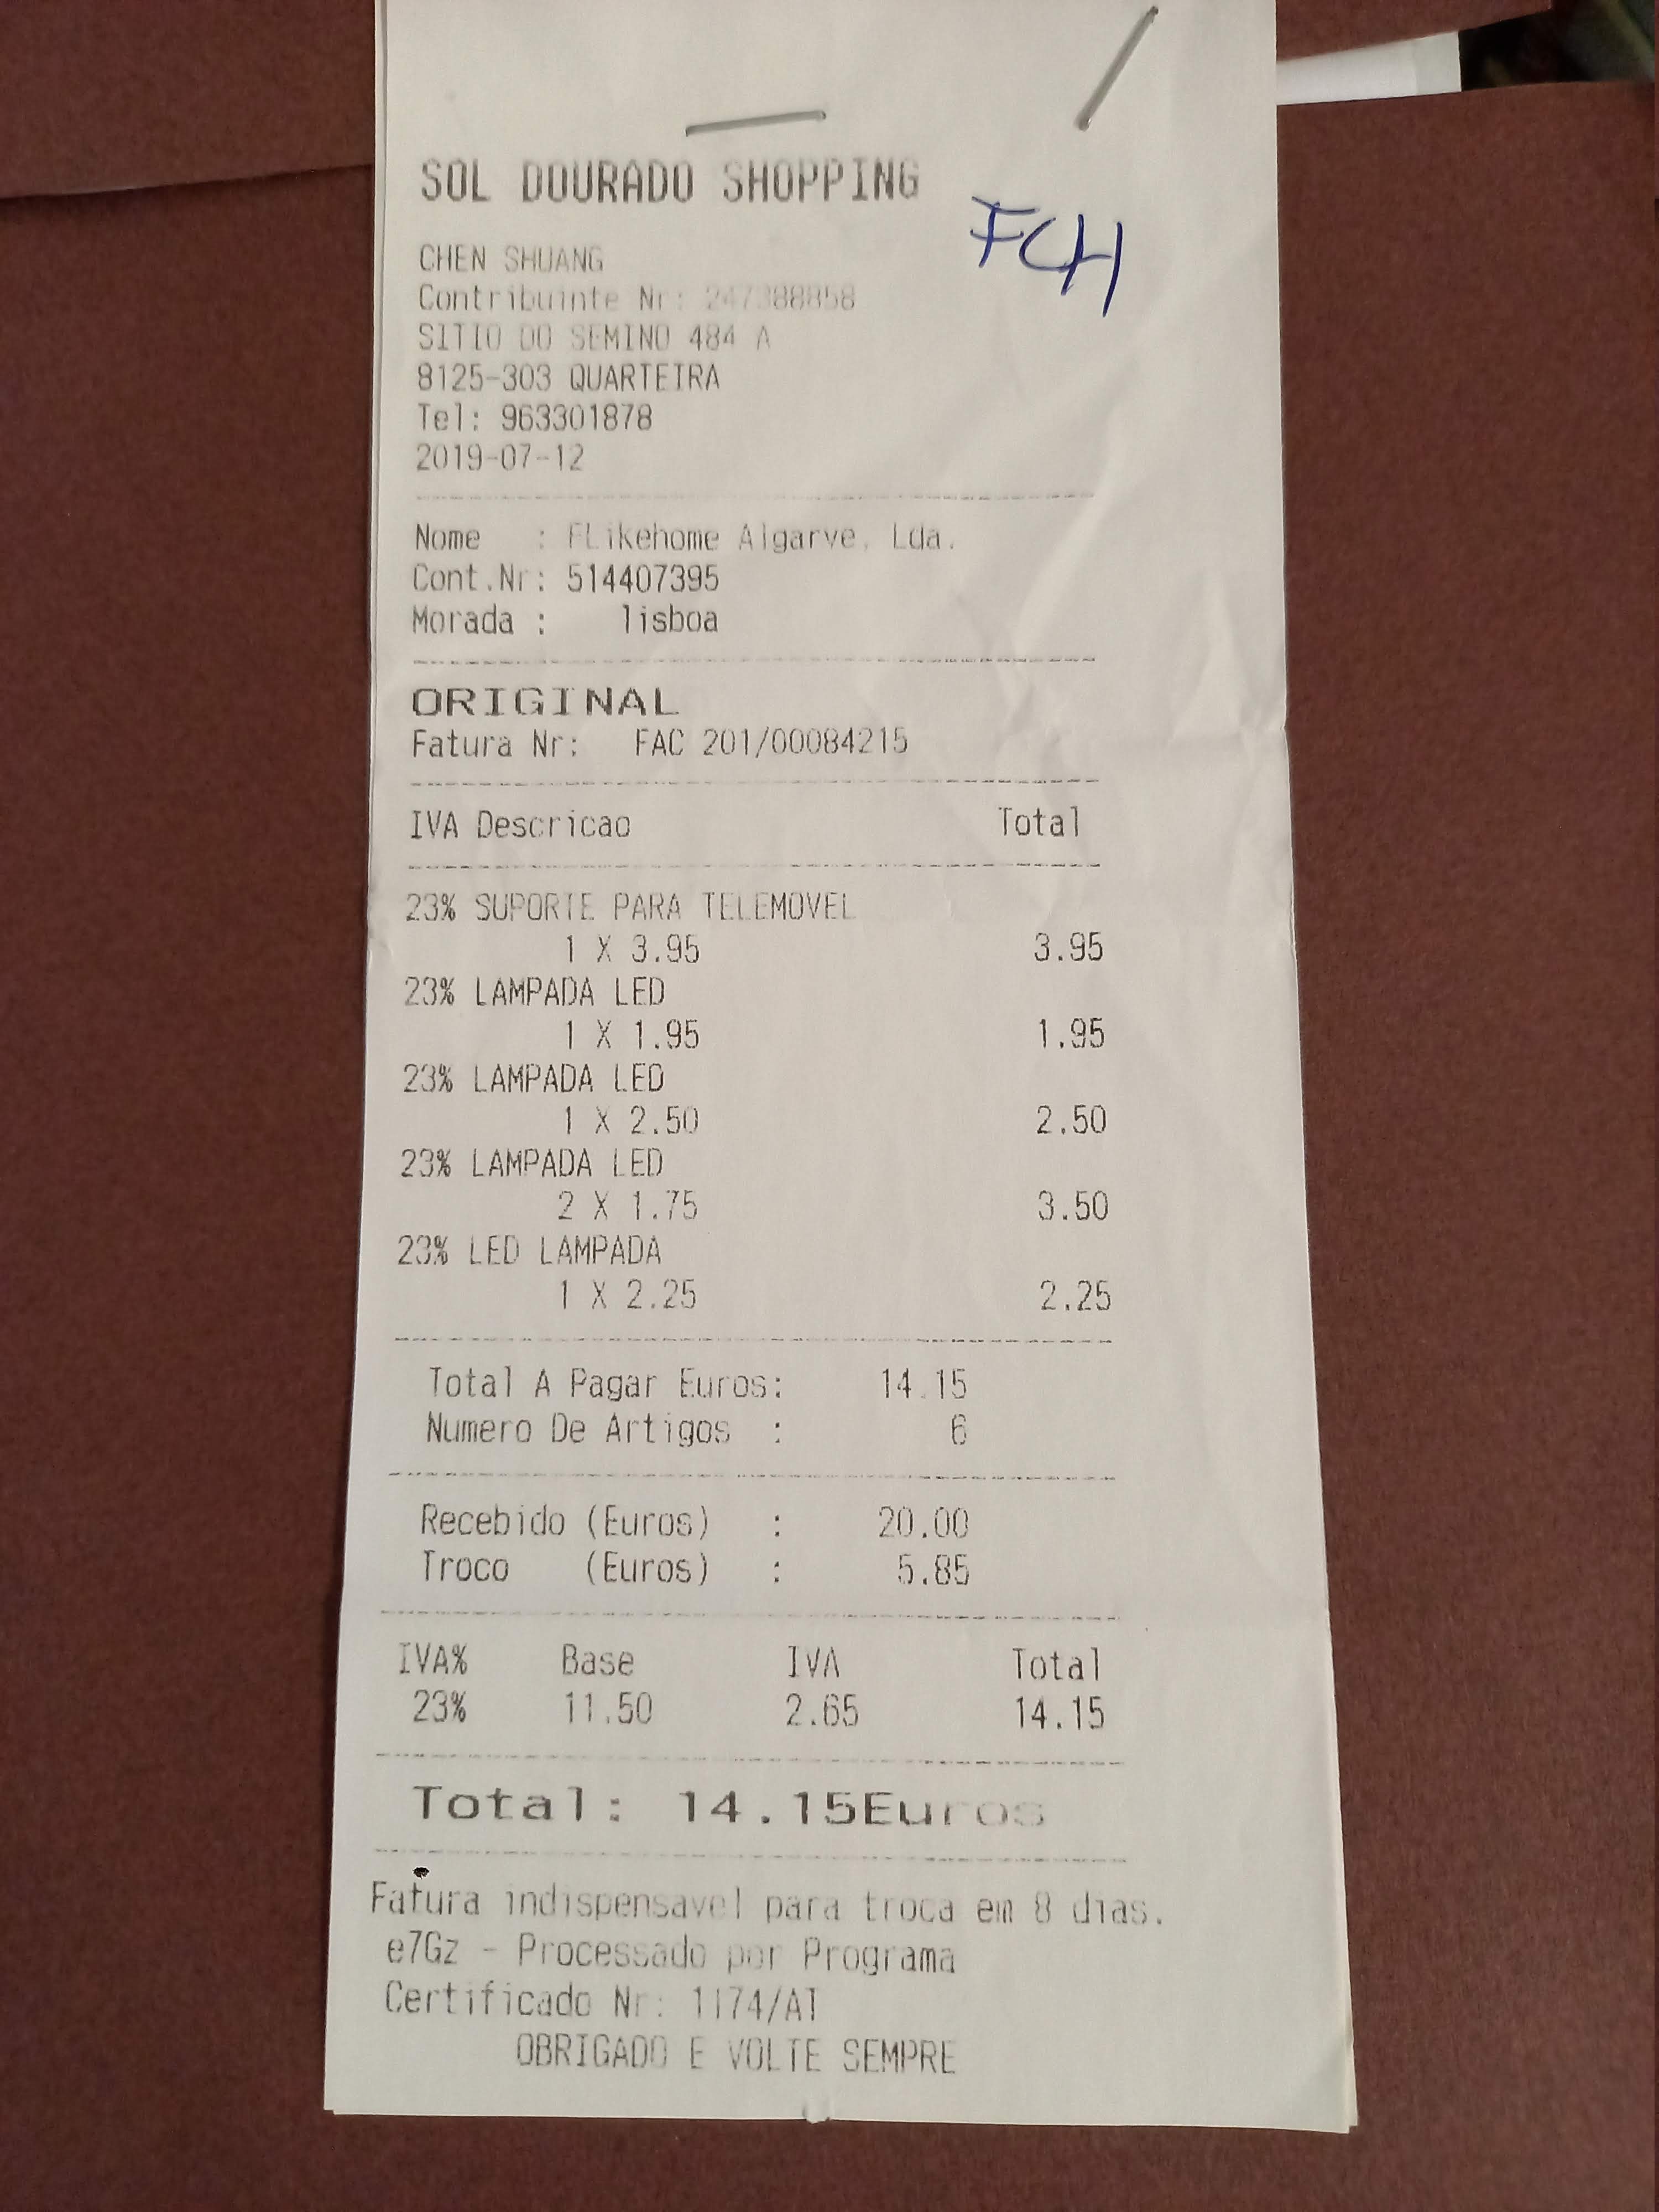 SOL DOURADO SHOPPING
FCH
CHEN SHUANG
Contribuinte Nr: 247388858
SITIO DO SEMINO 484 A
8125-303 QUARTEIRA
Tel: 963301878
2019-07-12
Nome : FLikehome Algarve, Lda.
Cont.Nr: 514407395
Morada : lisboa
ORIGINAL
Fatura Nr: FAC 201/00084215
IVA Descricao Total
23% SUPORTE PARA TELEMOVEL
1 X 3.95 3.95
23% LAMPADA LED
1 X 1.95 1.95
23% LAMPADA LED
1 X 2.50 2.50
23% LAMPADA LED
2 X 1.75 3.50
23% LED LAMPADA
1 X 2.25 2.25
Total A Pagar Euros: 14.15
Numero De Artigos : 6
Recebido (Euros) : 20.00
Troco (Euros) : 5.85
IVA% Base IVA Total
23% 11.50 2.65 14.15
Total: 14.15Euros
Fatura indispensavel para troca em 8 dias.
e7Gz - Processado por Programa
Certificado Nr: 1174/AT
OBRIGADO E VOLTE SEMPRE